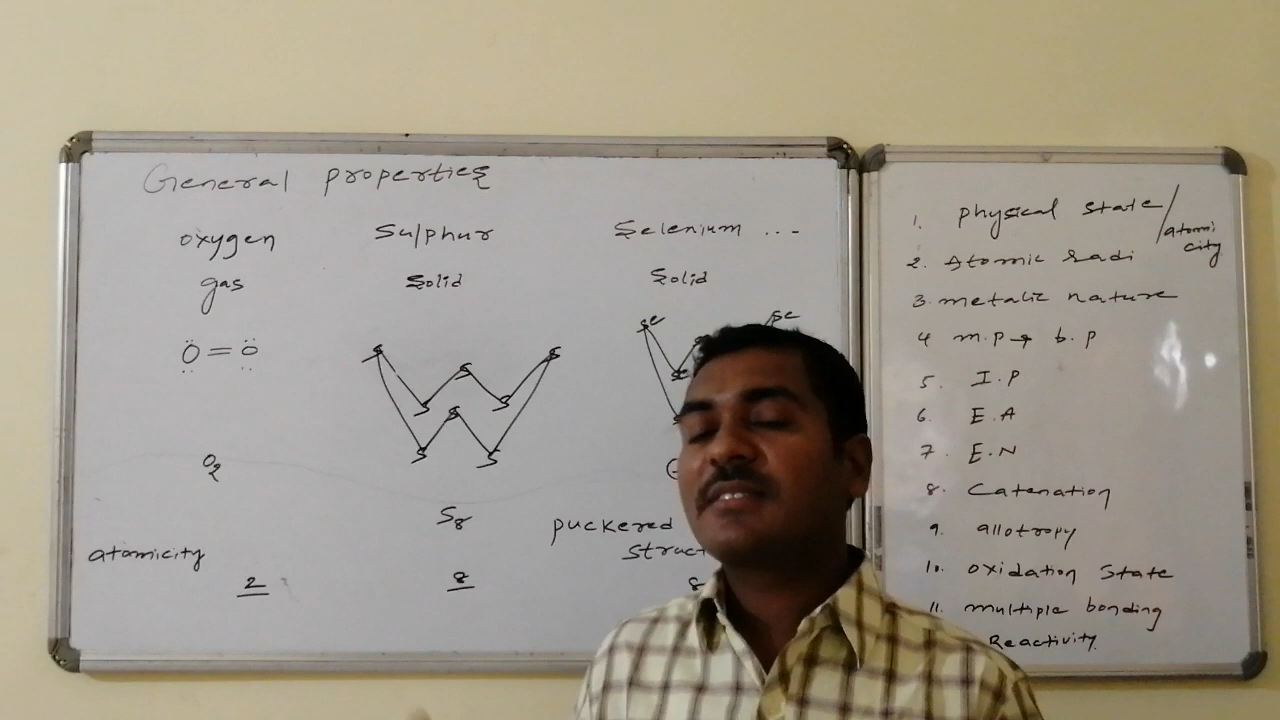 General properties
oxygen Sulphur Selenium ...
gas Solid Solid
Ö = Ö
S S S S S S S S
Se Se Se
O2
S8
puckered
atomicity
2 8 8
1. physical state / atomicity
2. Atomic radi
3. metalic nature
4 m.p → b.p
5. I.P
6. E.A
7. E.N
8. Catenation
9. allotropy
10. oxidation State
11. multiple bonding
Reactivity